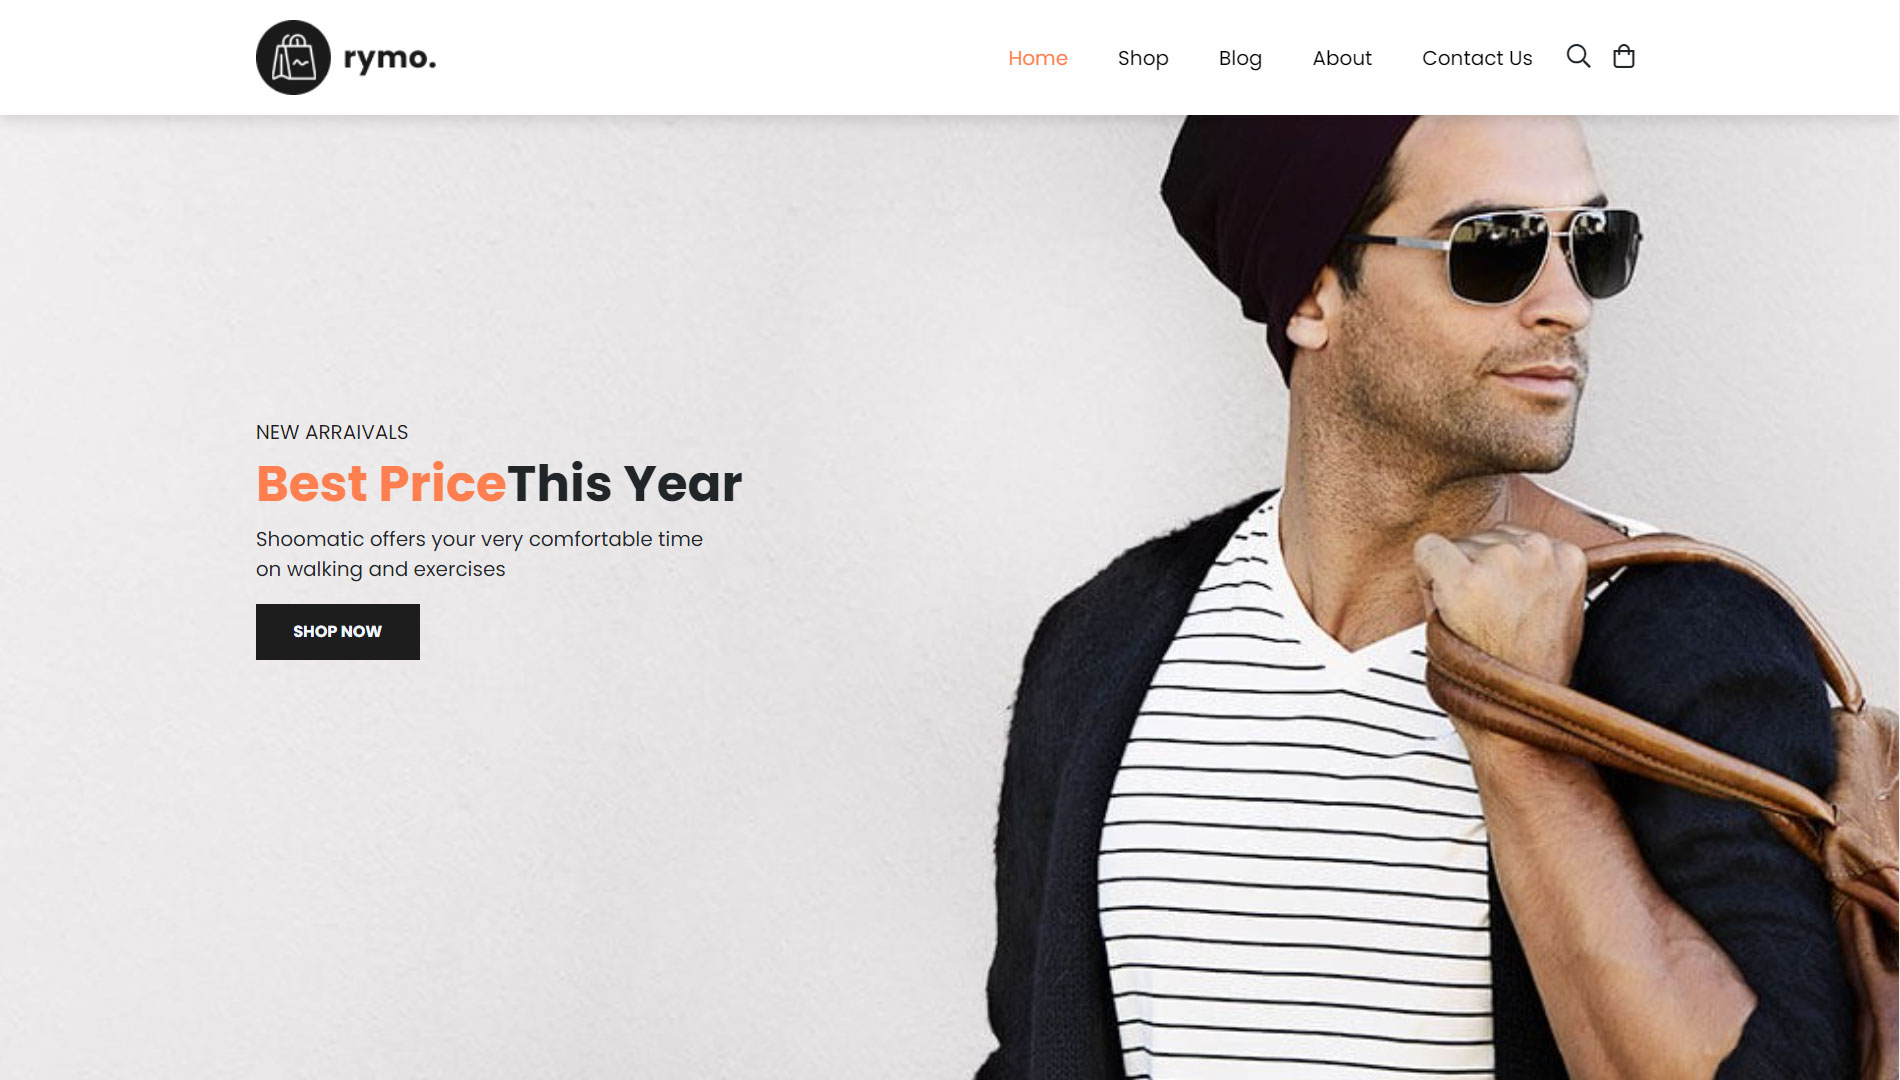 rymo.
Home Shop Blog About Contact Us
NEW ARRAIVALS
Best PriceThis Year
Shoomatic offers your very comfortable time
on walking and exercises
SHOP NOW